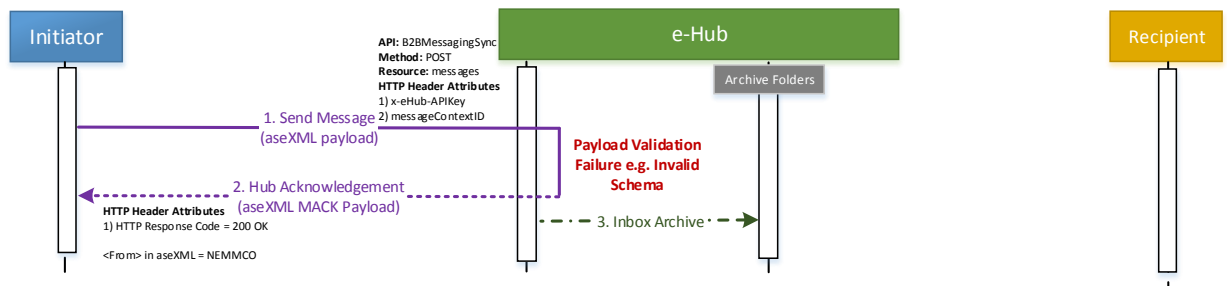 Initiator
e-Hub
Recipient
API: B2BMessagingSync
Method: POST
Resource: messages
HTTP Header Attributes
1) x-eHub-APIKey
2) messageContextID
Archive Folders
1. Send Message
(aseXML payload)
Payload Validation
Failure e.g. Invalid
Schema
2. Hub Acknowledgement
(aseXML MACK Payload)
HTTP Header Attributes
1) HTTP Response Code = 200 OK
<From> in aseXML = NEMMCO
3. Inbox Archive